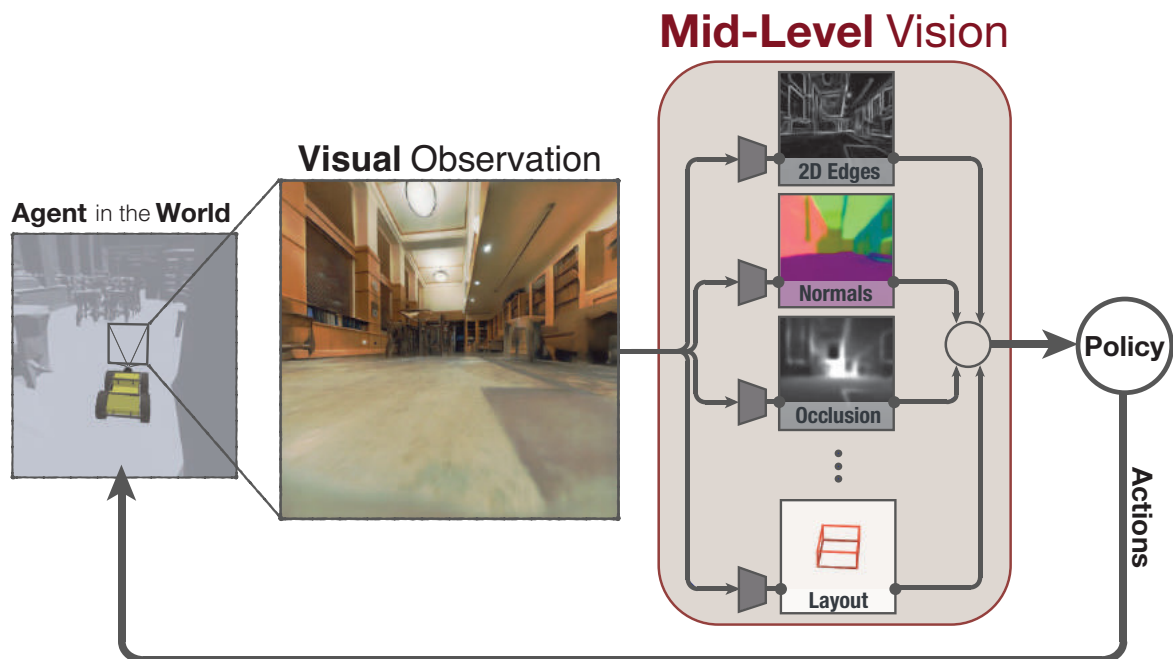 Mid-Level Vision
Visual Observation
Agent in the World
2D Edges
Normals
Occlusion
Layout
Policy
Actions